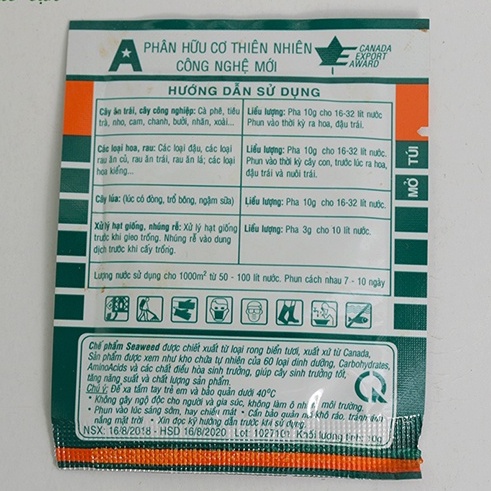 A PHÂN HỮU CƠ THIÊN NHIÊN
CÔNG NGHỆ MỚI
CANADA
EXPORT
AWARD
HƯỚNG DẪN SỬ DỤNG
Cây ăn trái, cây công nghiệp: Cà phê, tiêu
trà, nho, cam, chanh, bưởi, nhãn, xoài...
Liều lượng: Pha 10g cho 16-32 lít nước
Phun vào thời kỳ ra hoa, đậu trái.
Các loại hoa, rau: Các loại đậu, các loại
rau ăn củ, rau ăn trái, rau ăn lá; các loại
hoa kiểng...
Liều lượng: Pha 10g cho 16-32 lít nước.
Phun vào thời kỳ cây con, trước lúc ra hoa,
đậu trái và nuôi trái.
Cây lúa: (lúc có đòng, trổ bông, ngậm sữa)
Liều lượng: Pha 10g cho 16-32 lít nước.
Xử lý hạt giống, nhúng rễ: Xử lý hạt giống
trước khi gieo trồng. Nhúng rễ vào dung
dịch trước khi cấy trồng.
Liều lượng: Pha 3g cho 10 lít nước.
Lượng nước sử dụng cho 1000m² từ 50 - 100 lít nước. Phun cách nhau 7 - 10 ngày
MỞ TÚI
Chế phẩm Seaweed được chiết xuất từ loại rong biển tươi, xuất xứ từ Canada,
Sản phẩm được xem như kho chứa tự nhiên của 60 loại dinh dưỡng, Carbohydrates,
AminoAcids và các chất điều hòa sinh trưởng, giúp cây sinh trưởng tốt,
tăng năng suất và chất lượng sản phẩm.
Chú ý: Để xa tầm tay trẻ em và bảo quản dưới 40°C
• Không gây ngộ độc cho người và gia súc, không làm ô nhiễm môi trường.
• Phun vào lúc sáng sớm, hay chiều mát • Cần bảo quản nơi khô ráo, tránh ánh
nắng mặt trời • Xin đọc kỹ hướng dẫn trước khi sử dụng.
NSX: 16/8/2018 - HSD 16/8/2020 Lot: 102710n Khối lượng tịnh: 10g